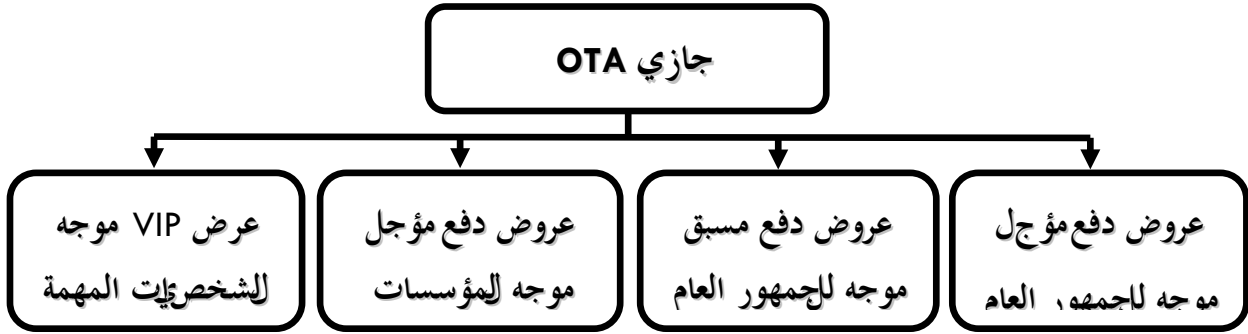 جازي OTA
عروض دفع مؤجل
موجه للجمهور العام
عروض دفع مسبق
موجه للجمهور العام
عروض دفع مؤجل
موجه للمؤسسات
عرض VIP موجه
للشخصيات المهمة